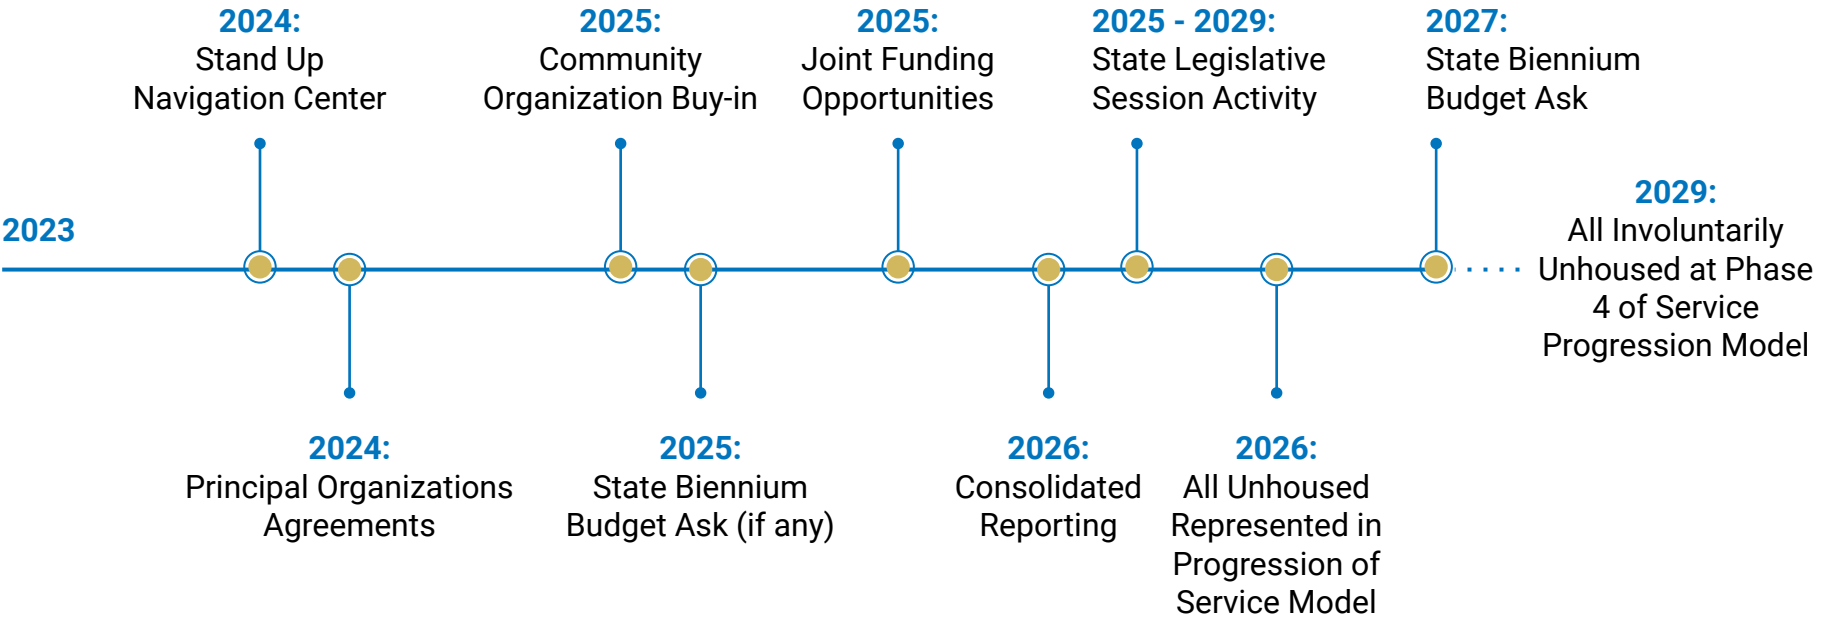 2024:
Stand Up
Navigation Center
2025:
Community
Organization Buy-in
2025:
Joint Funding
Opportunities
2025 - 2029:
State Legislative
Session Activity
2027:
State Biennium
Budget Ask
2023
2029:
All Involuntarily
Unhoused at Phase
4 of Service
Progression Model
2024:
Principal Organizations
Agreements
2025:
State Biennium
Budget Ask (if any)
2026:
Consolidated
Reporting
2026:
All Unhoused
Represented in
Progression of
Service Model